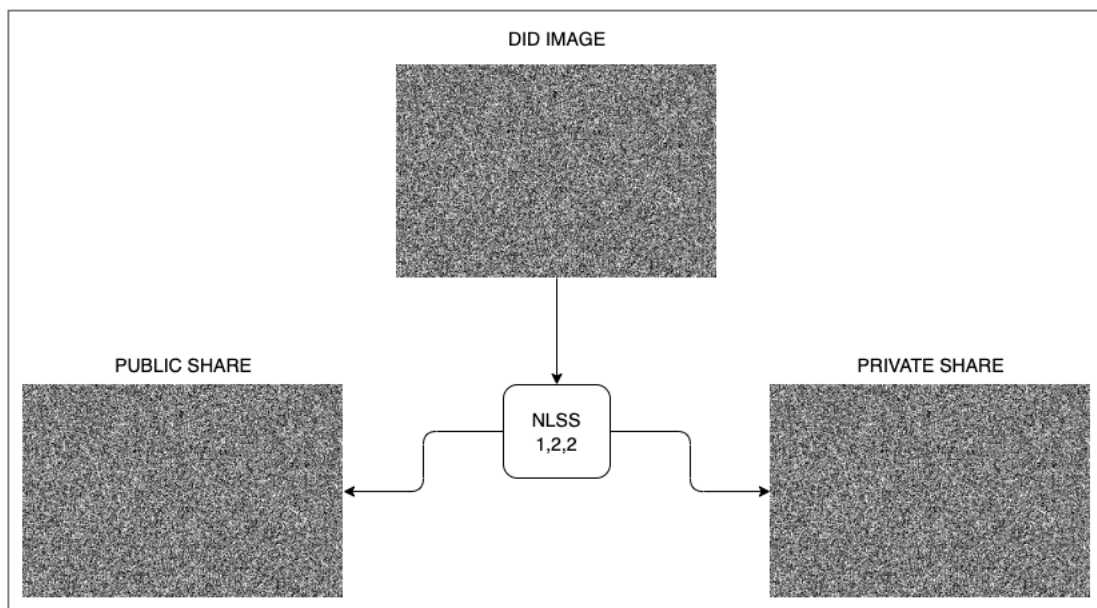 DID IMAGE
PUBLIC SHARE
PRIVATE SHARE
NLSS
1,2,2